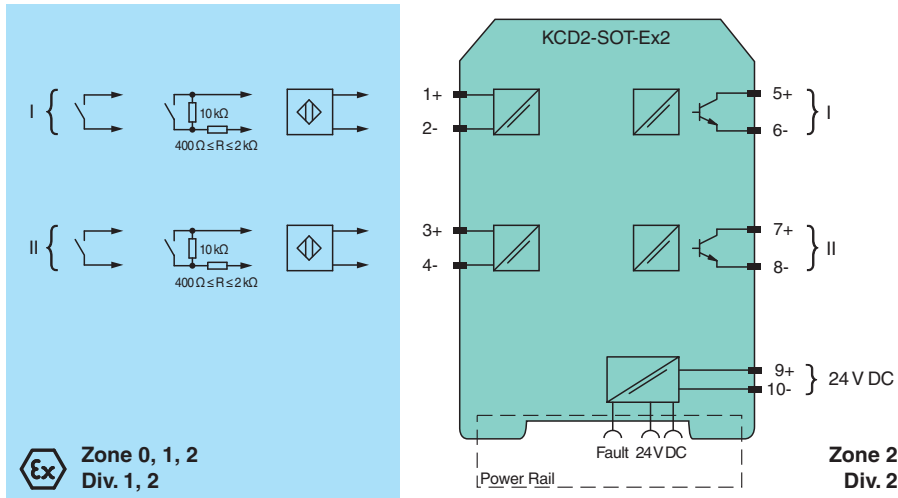 KCD2-SOT-Ex2
I
10 kΩ
400 Ω ≤ R ≤ 2 kΩ
1+
2-
5+
6-
I
II
10 kΩ
400 Ω ≤ R ≤ 2 kΩ
3+
4-
7+
8-
II
9+
10-
24 V DC
Fault 24 V DC
Power Rail
Ex
Zone 0, 1, 2
Div. 1, 2
Zone 2
Div. 2